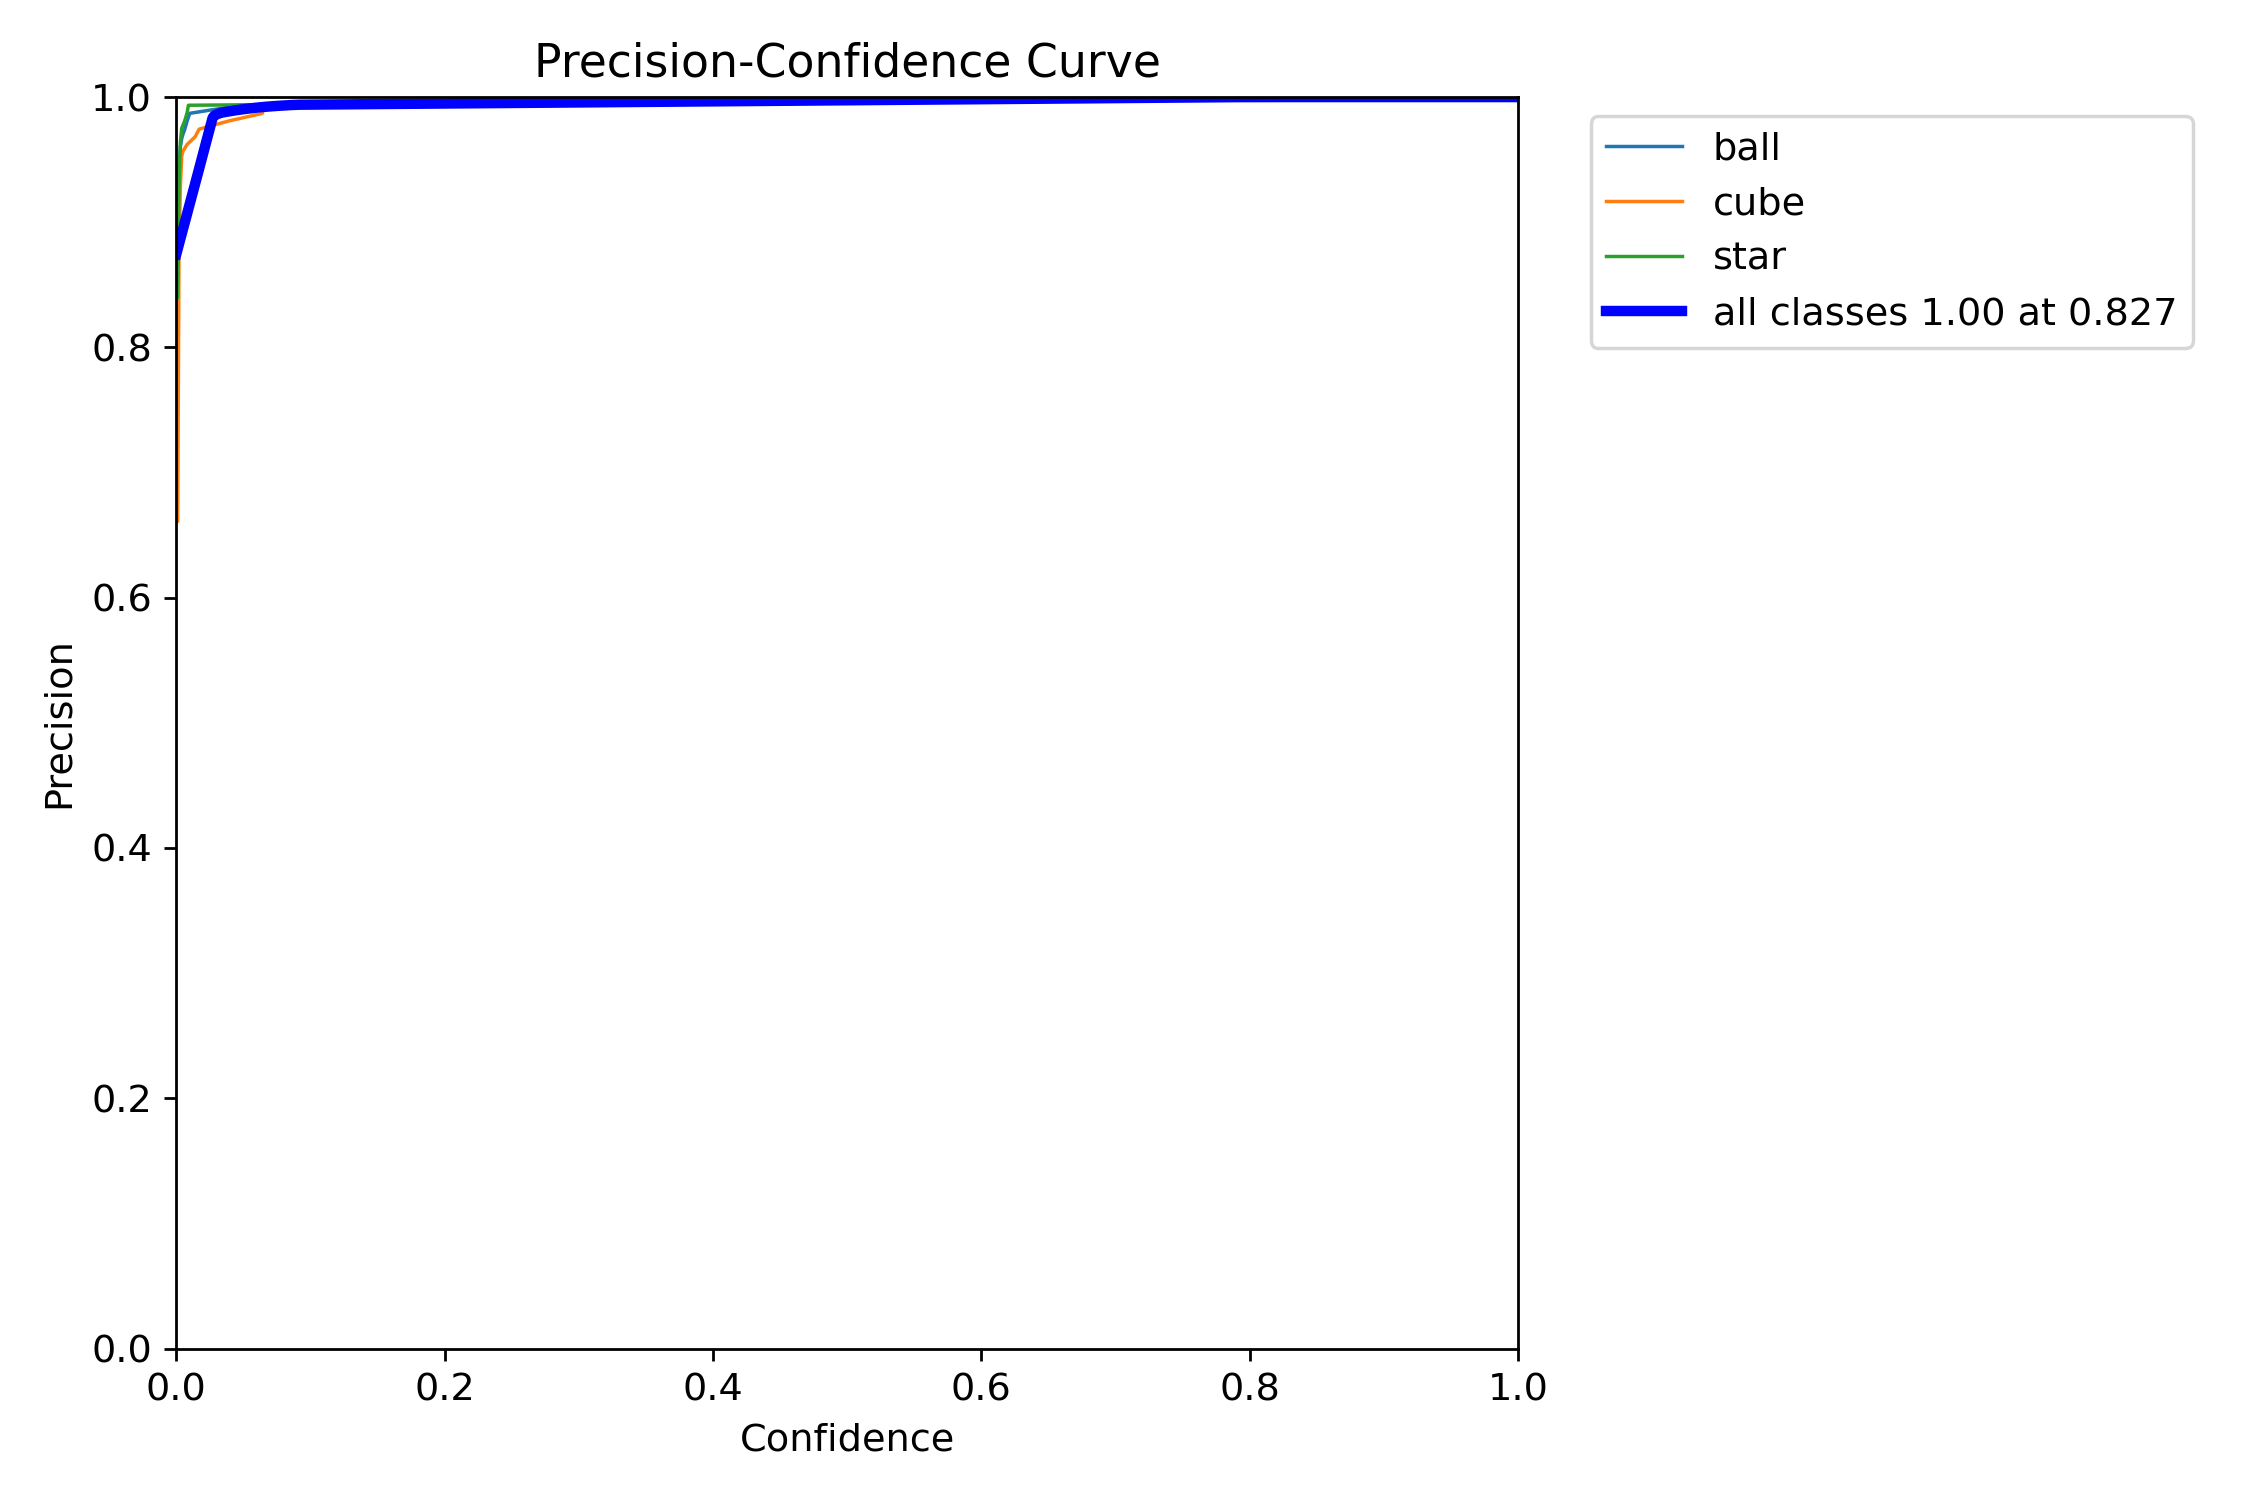 Precision-Confidence Curve
1.0
0.8
0.6
0.4
0.2
0.0
Precision
0.0 0.2 0.4 0.6 0.8 1.0
Confidence
ball
cube
star
all classes 1.00 at 0.827